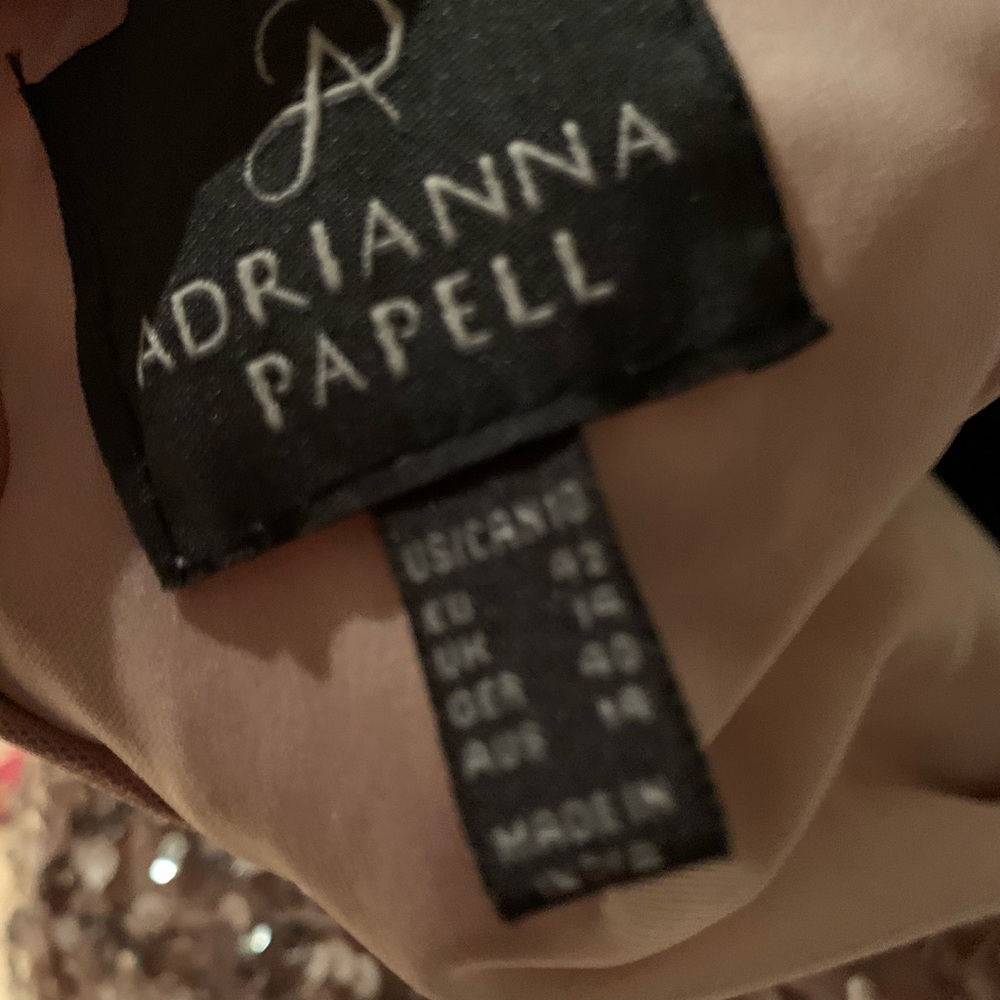 A
ADRIANNA
PAPELL
US/CAN 10
EU 42
UK 14
GER 40
AUS 14
MADE IN